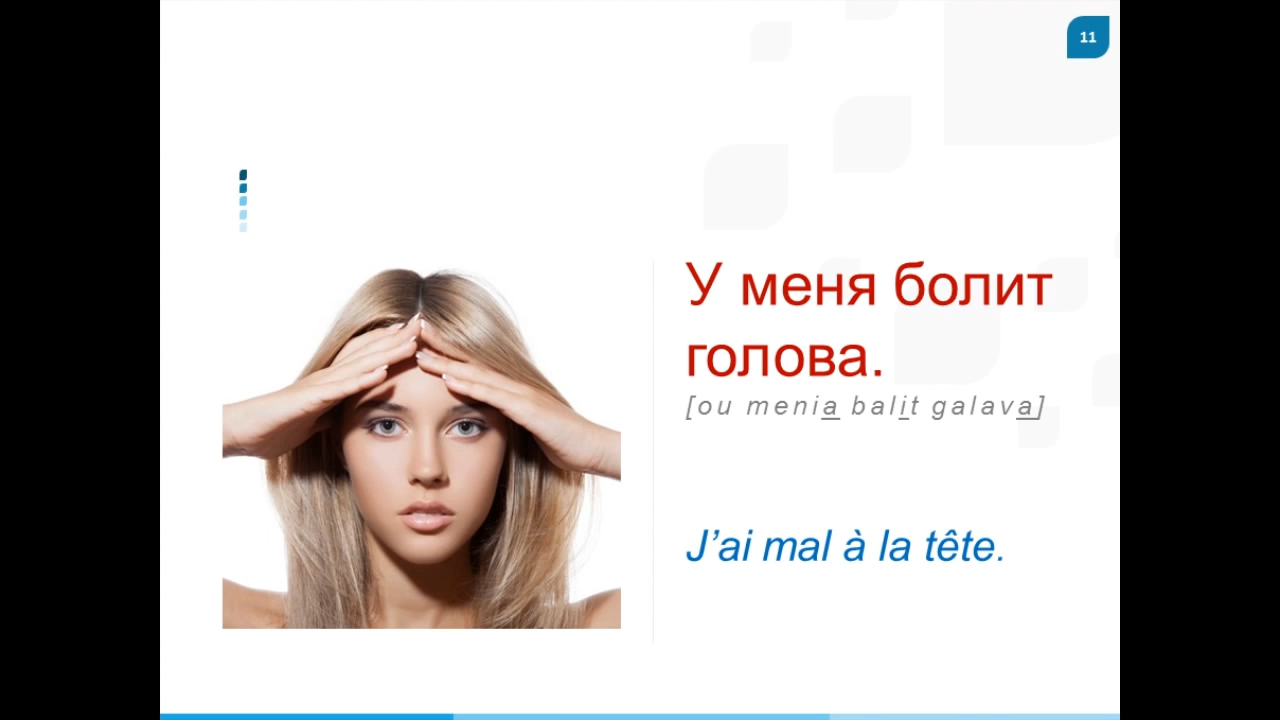 11
У меня болит
голова.
[ou menia balit galava]
J’ai mal à la tête.